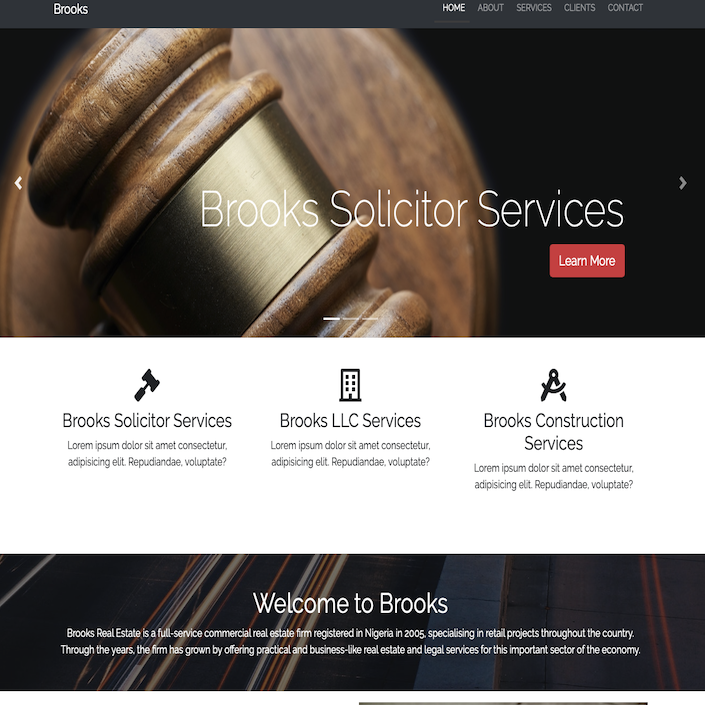 Brooks
HOME ABOUT SERVICES CLIENTS CONTACT
Brooks Solicitor Services
Learn More
Brooks Solicitor Services
Lorem ipsum dolor sit amet consectetur,
adipisicing elit. Repudiandae, voluptate?
Brooks LLC Services
Lorem ipsum dolor sit amet consectetur,
adipisicing elit. Repudiandae, voluptate?
Brooks Construction
Services
Lorem ipsum dolor sit amet consectetur,
adipisicing elit. Repudiandae, voluptate?
Welcome to Brooks
Brooks Real Estate is a full-service commercial real estate firm registered in Nigeria in 2005, specialising in retail projects throughout the country.
Through the years, the firm has grown by offering practical and business-like real estate and legal services for this important sector of the economy.